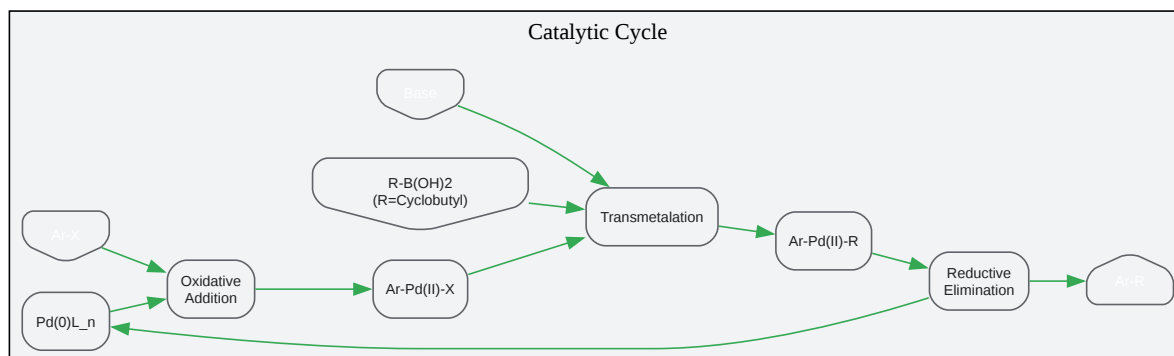 Catalytic Cycle
Base
R-B(OH)2
(R=Cyclobutyl)
Transmetalation
Ar-X
Ar-Pd(II)-R
Oxidative
Addition
Ar-Pd(II)-X
Reductive
Elimination
Ar-R
Pd(0)L_n